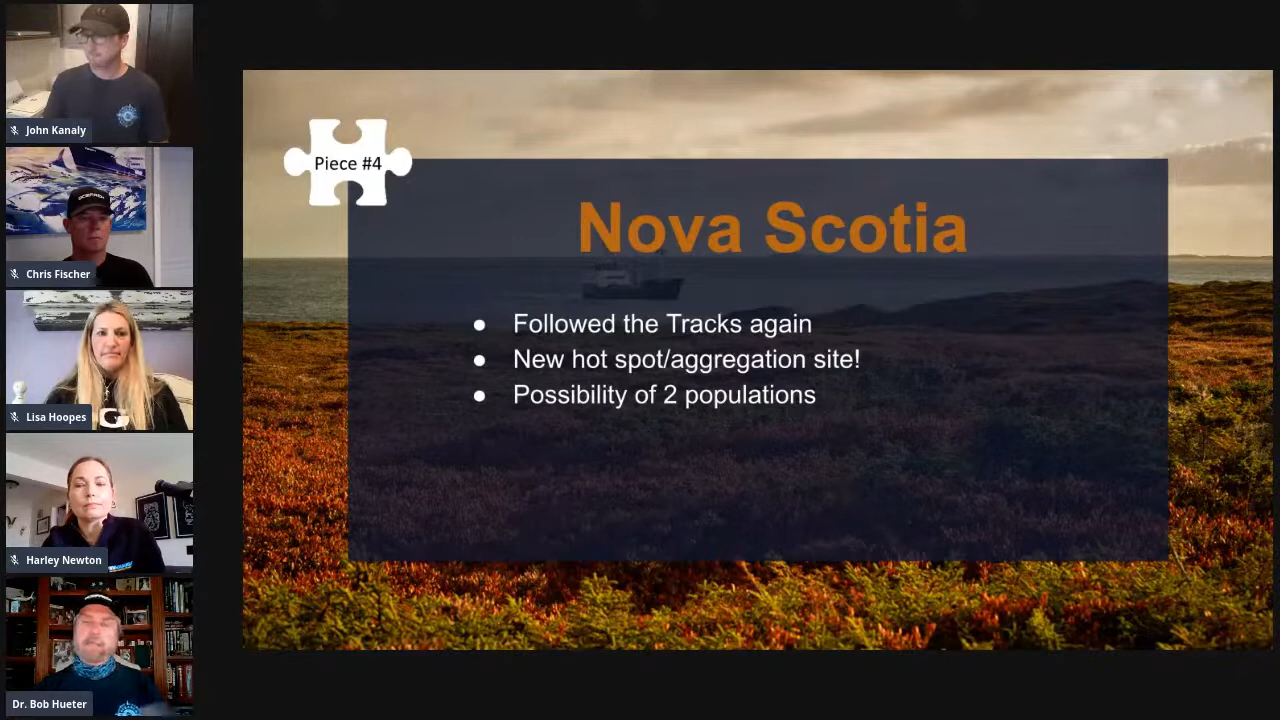 John Kanaly
Chris Fischer
Lisa Hoopes
Harley Newton
Dr. Bob Hueter
Piece #4
Nova Scotia
● Followed the Tracks again
● New hot spot/aggregation site!
● Possibility of 2 populations
OCEARCH
G